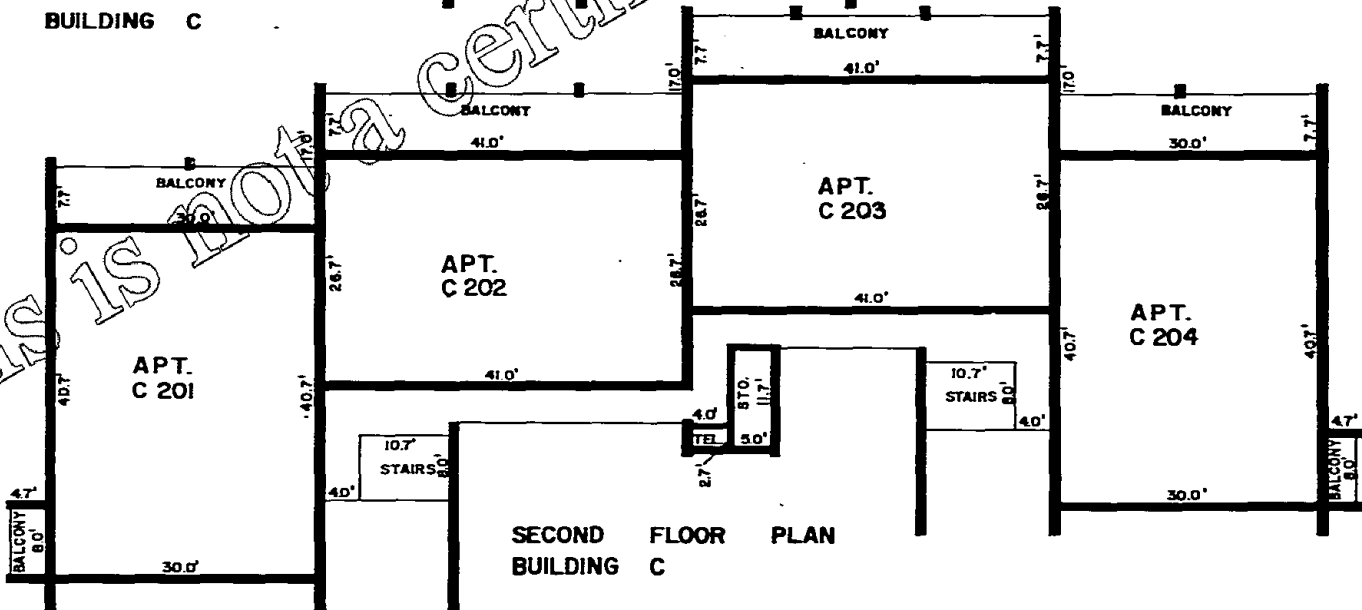 BUILDING C
This is not a certifi
BALCONY
7.7'
7.7'
17.0'
17.0'
41.0'
BALCONY
7.7'
17.0'
41.0'
BALCONY
7.7'
30.0'
BALCONY
7.7'
30.0'
APT.
C 203
26.7'
26.7'
APT.
C 202
26.7'
26.7'
41.0'
APT.
C 204
40.7'
40.7'
APT.
C 201
40.7'
40.7'
41.0'
10.7'
STAIRS
8.0'
4.0'
STO.
11.7'
4.0'
TEL.
5.0'
2.7'
10.7'
STAIRS
8.0'
4.0'
4.7'
BALCONY
8.0'
30.0'
4.7'
BALCONY
8.0'
30.0'
SECOND FLOOR PLAN
BUILDING C